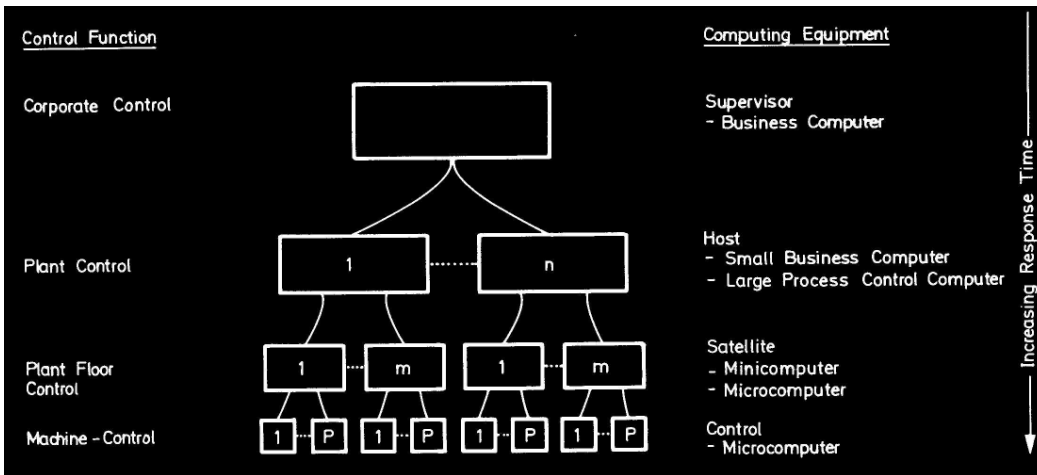 Control Function
Computing Equipment
Corporate Control
Supervisor
- Business Computer
Plant Control
1
n
Host
- Small Business Computer
- Large Process Control Computer
Plant Floor
Control
1
m
1
m
Satellite
- Minicomputer
- Microcomputer
Machine - Control
1
P
1
P
1
P
1
P
Control
- Microcomputer
Increasing Response Time